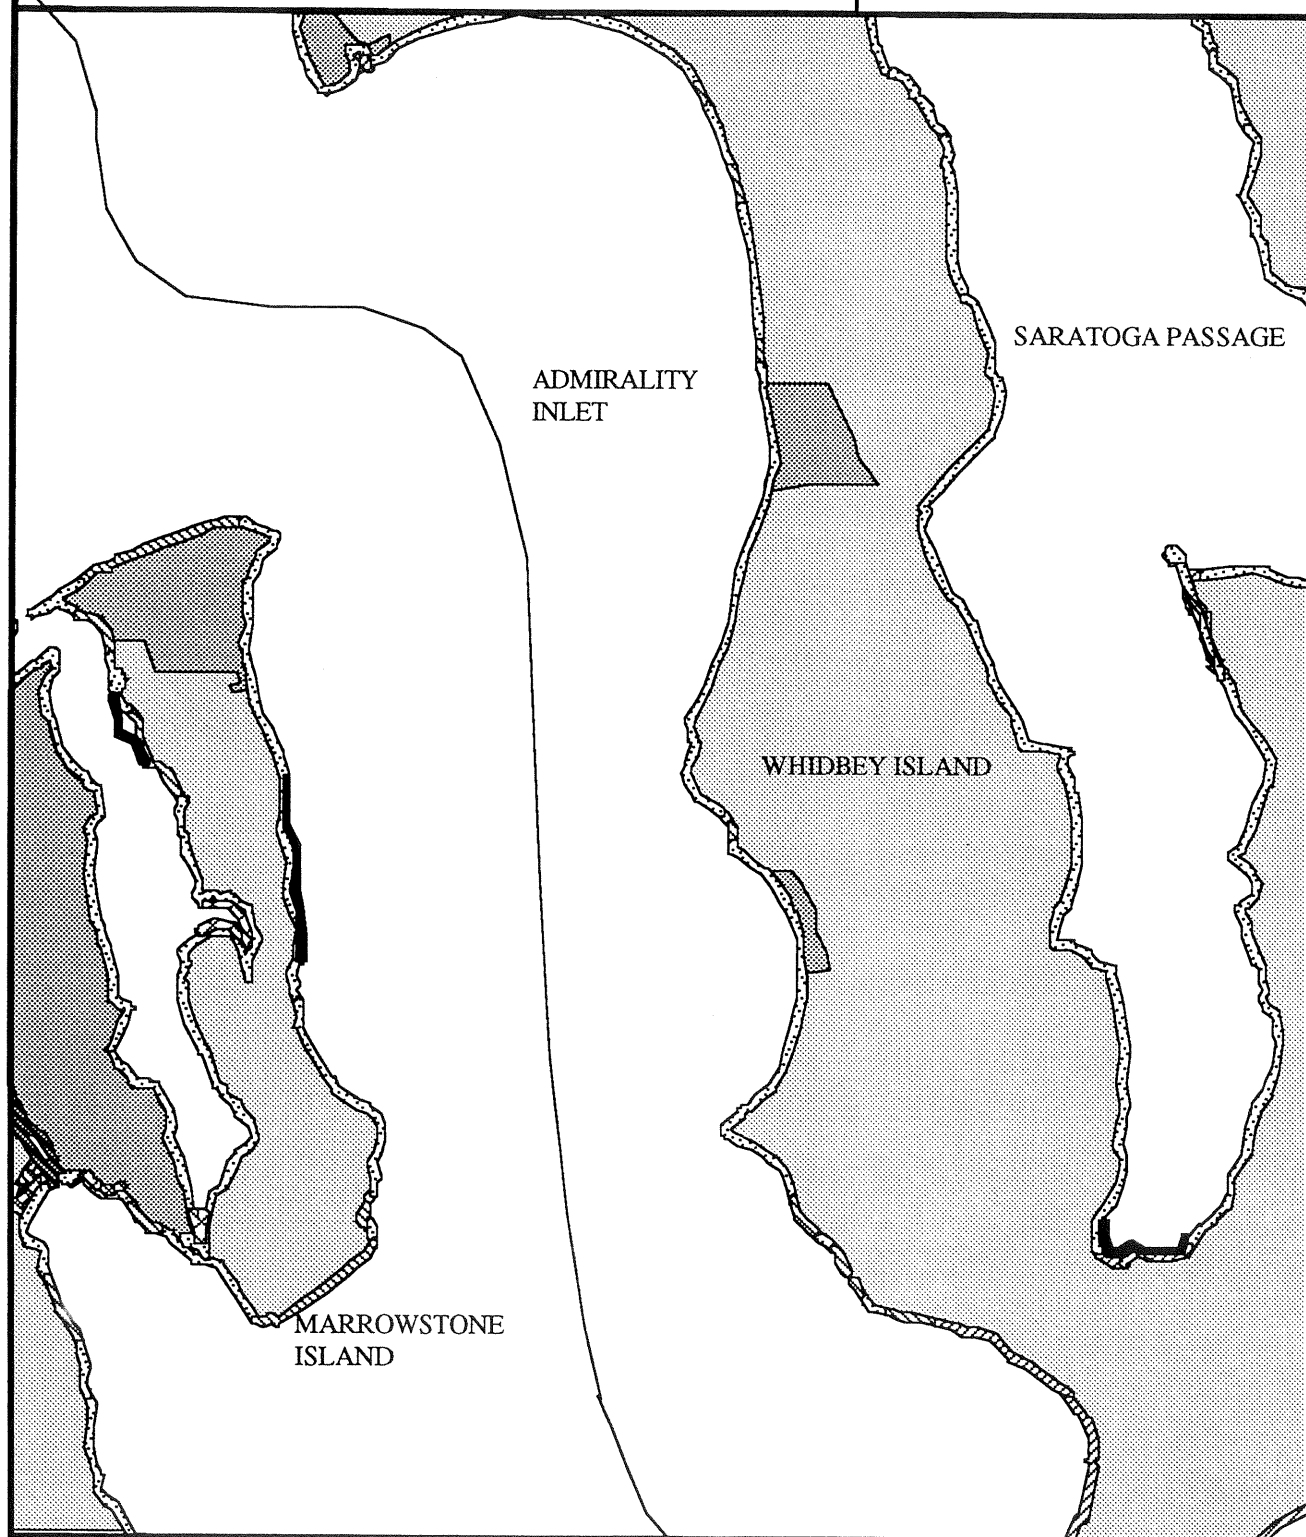 SARATOGA PASSAGE
ADMIRALITY
INLET
WHIDBEY ISLAND
MARROWSTONE
ISLAND